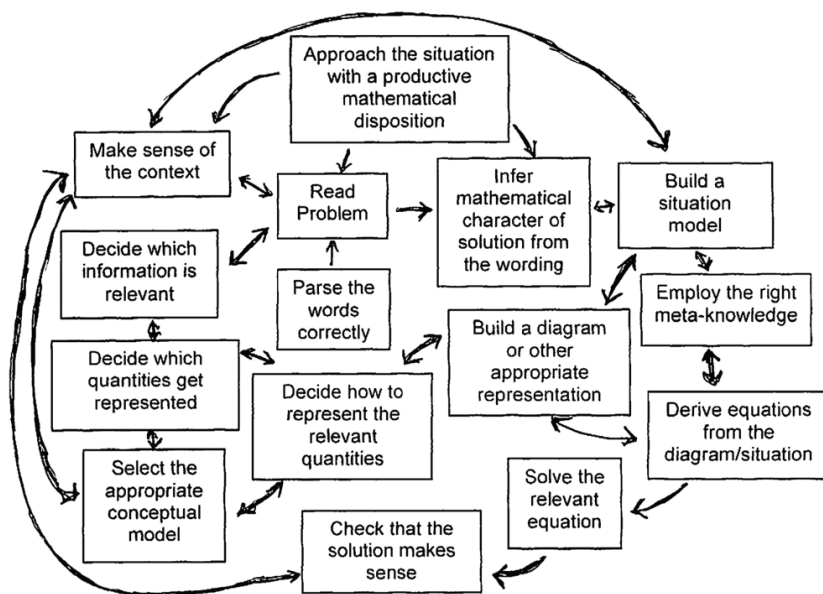 Approach the situation
with a productive
mathematical
disposition
Make sense of
the context
Read
Problem
Infer
mathematical
character of
solution from
the wording
Build a
situation
model
Decide which
information is
relevant
Parse the
words
correctly
Employ the right
meta-knowledge
Build a diagram
or other
appropriate
representation
Decide which
quantities get
represented
Decide how to
represent the
relevant
quantities
Derive equations
from the
diagram/situation
Select the
appropriate
conceptual
model
Solve the
relevant
equation
Check that the
solution makes
sense